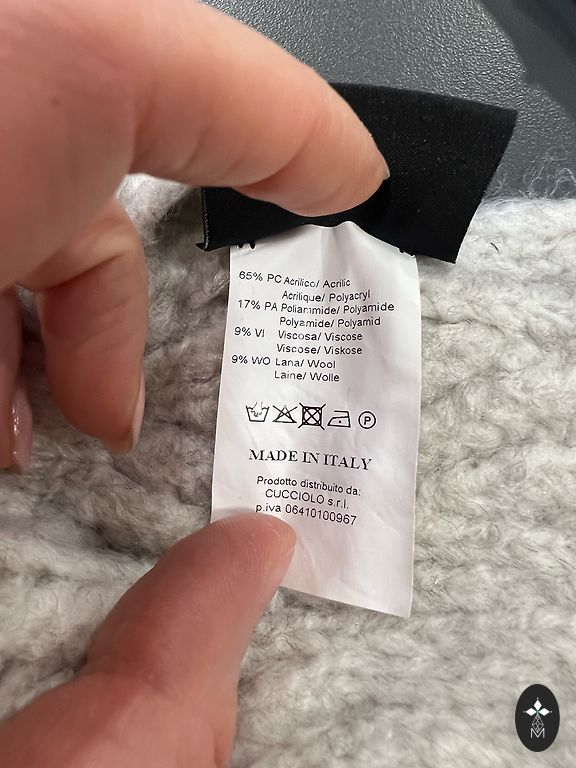 65% PC Acrilico/ Acrilic
Acrilique/ Polyacryl
17% PA Poliammide/ Polyamide
Polyamide/ Polyamid
9% VI Viscosa/ Viscose
Viscose/ Viskose
9% WO Lana/ Wool
Laine/ Wolle
P
MADE IN ITALY
Prodotto distribuito da:
CUCCIOLO s.r.l.
p.iva 06410100967
M